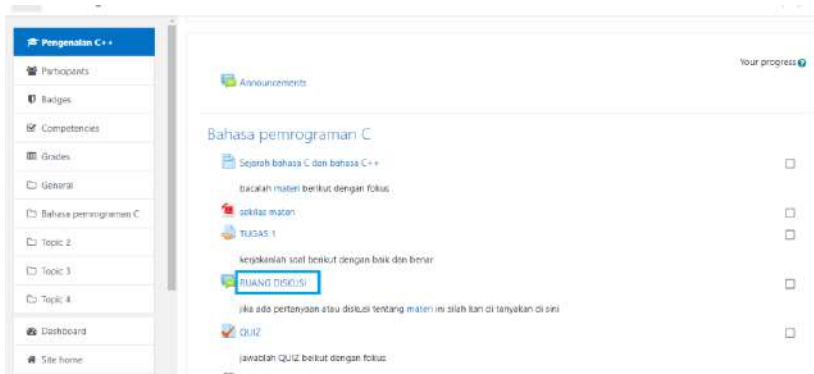 Pengenalan C++
Participants
Badges
Competencies
Grades
General
Bahasa pemrograman C
Topic 2
Topic 3
Topic 4
Dashboard
Site home
Your progress
Announcements
Bahasa pemrograman C
Sejarah bahasa C dan bahasa C++
bacalah materi berikut dengan fokus
sekilas materi
TUGAS 1
kerjakanlah soal berikut dengan baik dan benar
RUANG DISKUSI
jika ada pertanyaan atau diskusi tentang materi ini silah kan di tanyakan di sini
QUIZ
jawablah QUIZ beikut dengan fokus